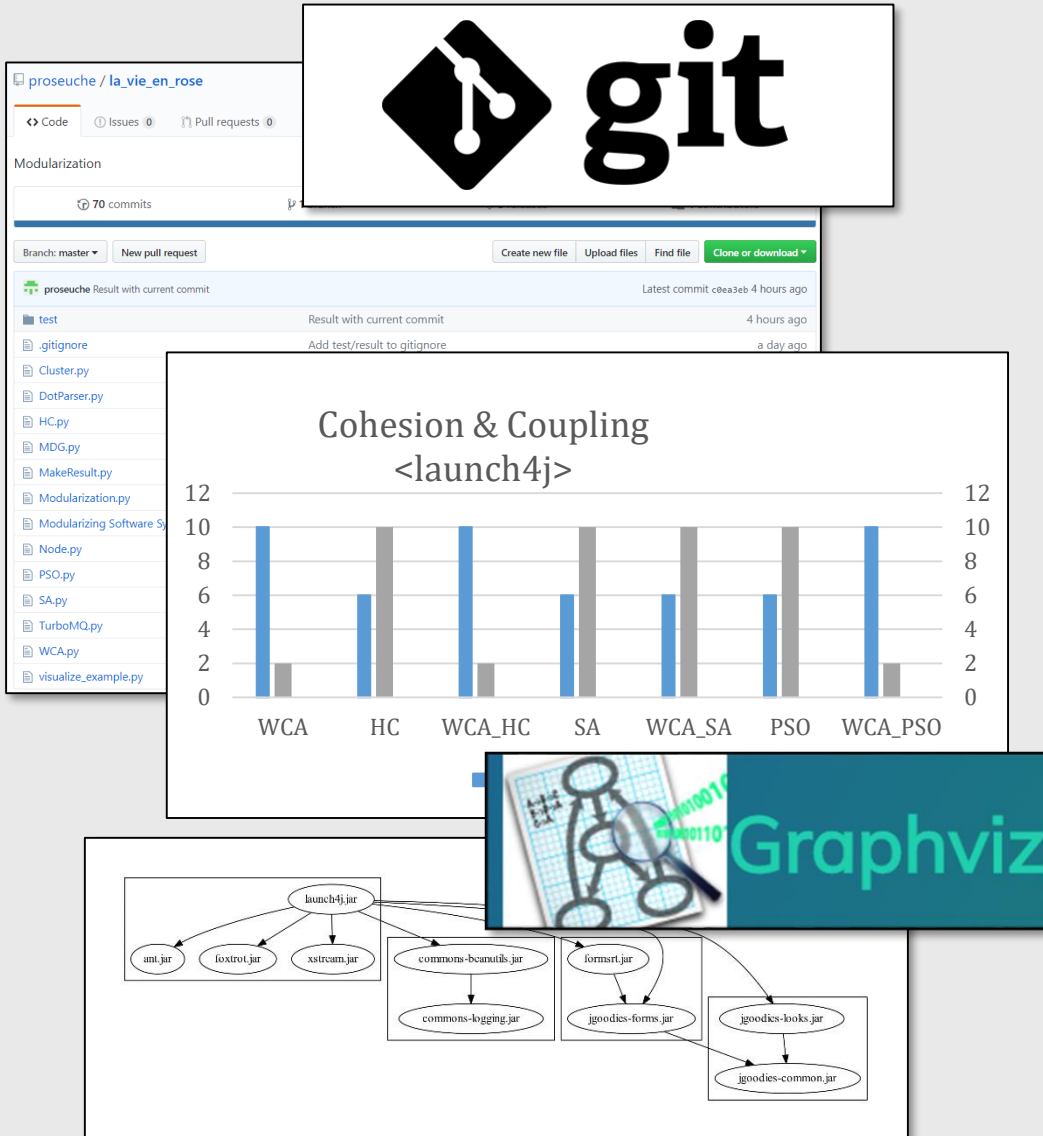 git
proseuche / la_vie_en_rose
Code Issues 0 Pull requests 0
Modularization
70 commits
Branch: master New pull request Create new file Upload files Find file Clone or download
proseuche Result with current commit Latest commit c0ea3eb 4 hours ago
test Result with current commit 4 hours ago
.gitignore Add test/result to gitignore a day ago
Cluster.py
DotParser.py
HC.py
MDG.py
MakeResult.py
Modularization.py
Modularizing Software Sy
Node.py
PSO.py
SA.py
TurboMQ.py
WCA.py
visualize_example.py
Cohesion & Coupling
<launch4j>
12 12
10 10
8 8
6 6
4 4
2 2
0 0
WCA HC WCA_HC SA WCA_SA PSO WCA_PSO
Graphviz
launch4j.jar
ant.jar foxtrot.jar xstream.jar commons-beanutils.jar formsrt.jar
commons-logging.jar jgoodies-forms.jar jgoodies-looks.jar
jgoodies-common.jar